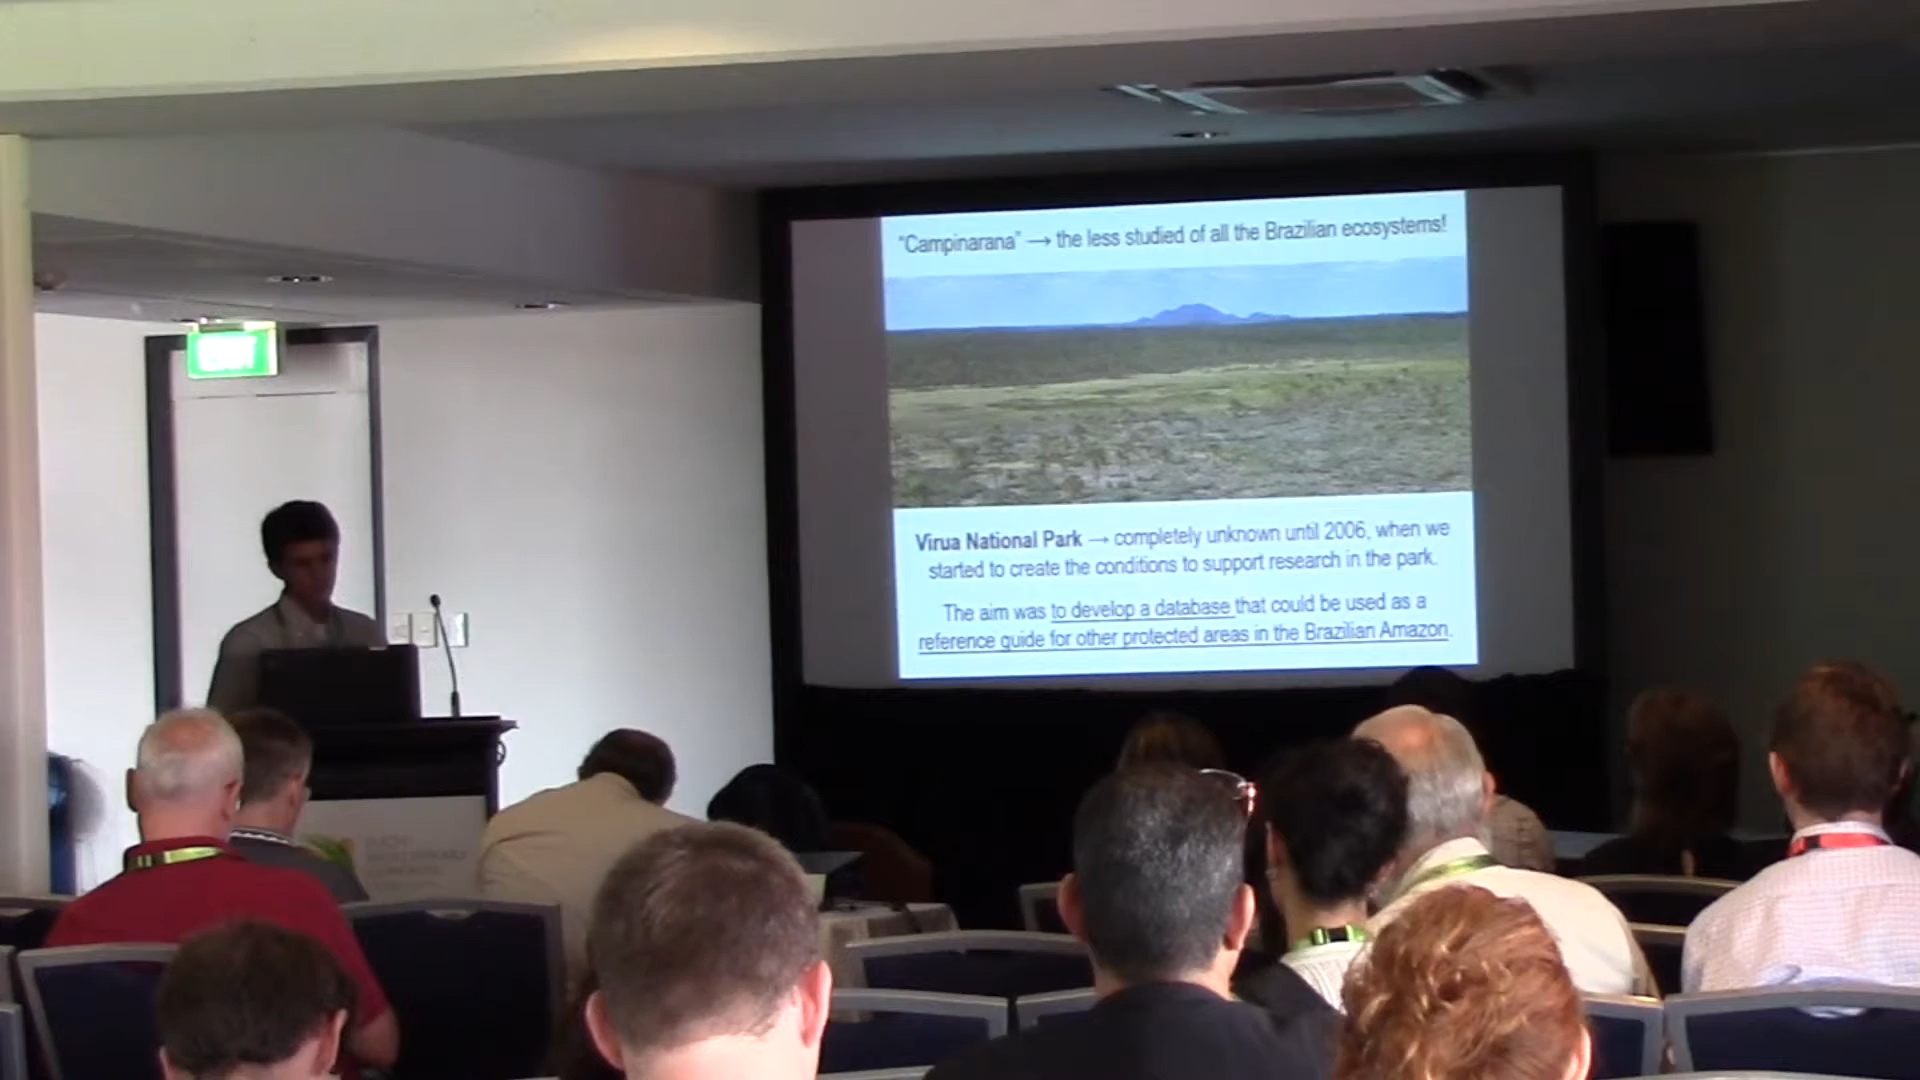 "Campinarana" → the less studied of all the Brazilian ecosystems!
EXIT
Virua National Park → completely unknown until 2006, when we
started to create the conditions to support research in the park.
The aim was to develop a database that could be used as a
reference guide for other protected areas in the Brazilian Amazon.